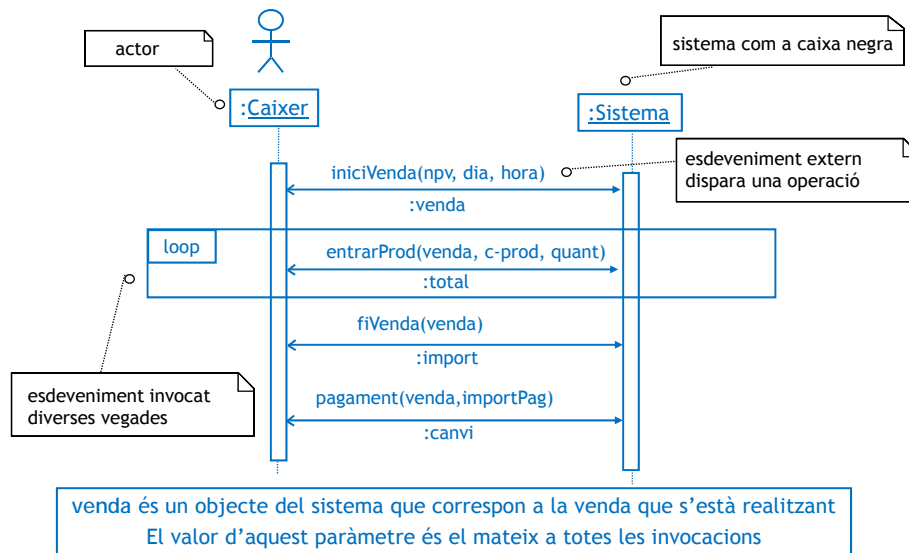 actor
sistema com a caixa negra
:Caixer
:Sistema
esdeveniment extern
dispara una operació
iniciVenda(npv, dia, hora)
:venda
loop
entrarProd(venda, c-prod, quant)
:total
fiVenda(venda)
:import
esdeveniment invocat
diverses vegades
pagament(venda,importPag)
:canvi
venda és un objecte del sistema que correspon a la venda que s’està realitzant
El valor d’aquest paràmetre és el mateix a totes les invocacions